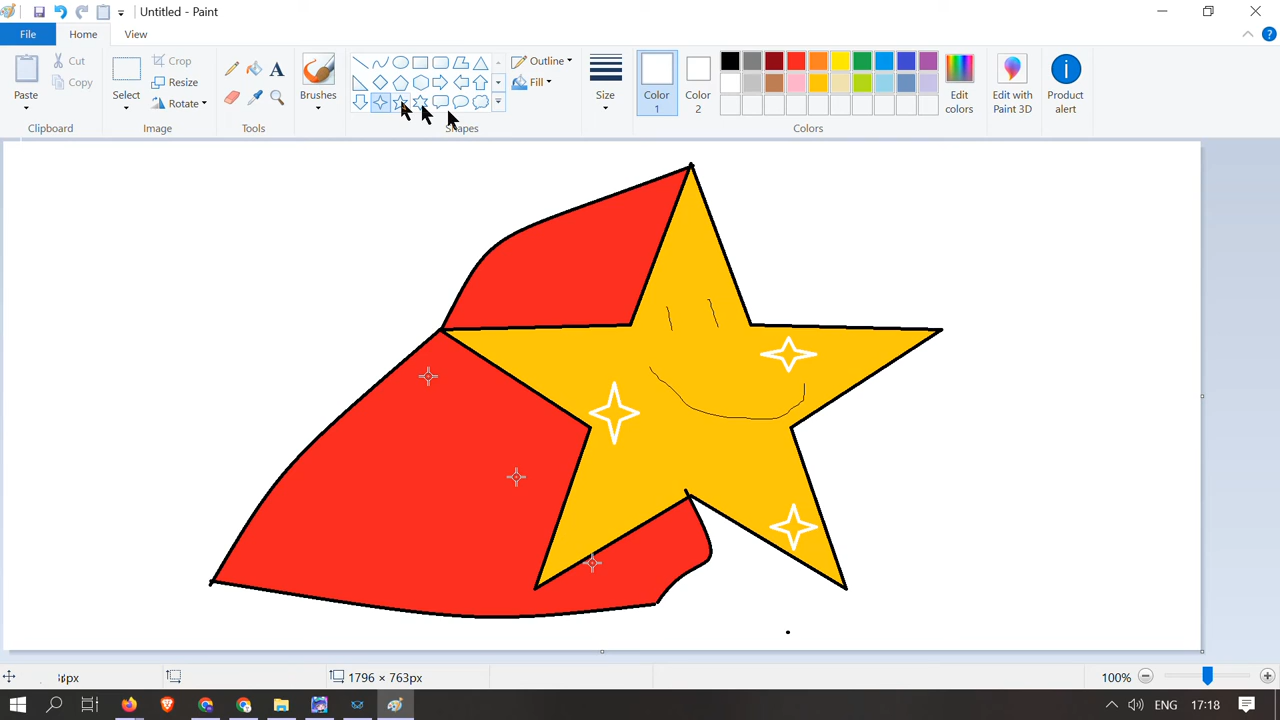 Untitled - Paint
File Home View
Paste
Cut
Copy
Select
Crop
Resize
Rotate
Brushes
Outline
Fill
Size
Color 1
Color 2
Edit colors
Edit with Paint 3D
Product alert
Clipboard Image Tools Shapes Colors
1796 × 763px 100%
ENG 17:18